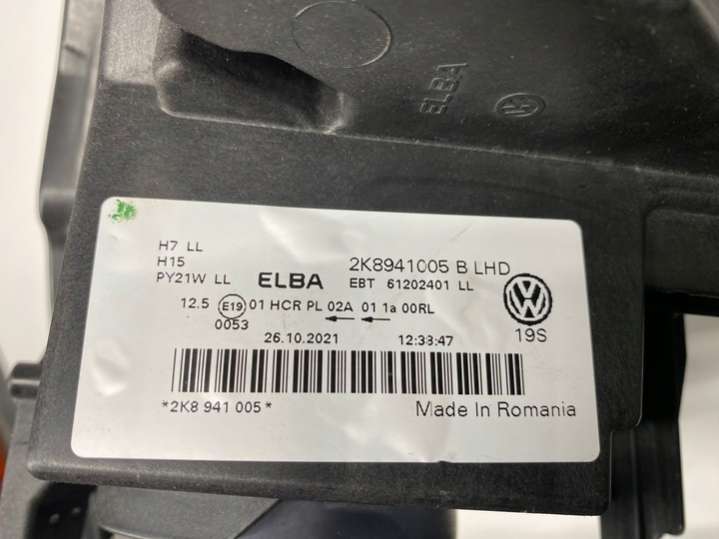 ELBA
H7 LL
H15
PY21W LL
ELBA
2K8941005 B LHD
EBT 61202401 LL
12.5 E19 01 HCR PL 02A 01 1a 00RL
0053
26.10.2021 12:38:47
19S
*2K8 941 005*
Made In Romania